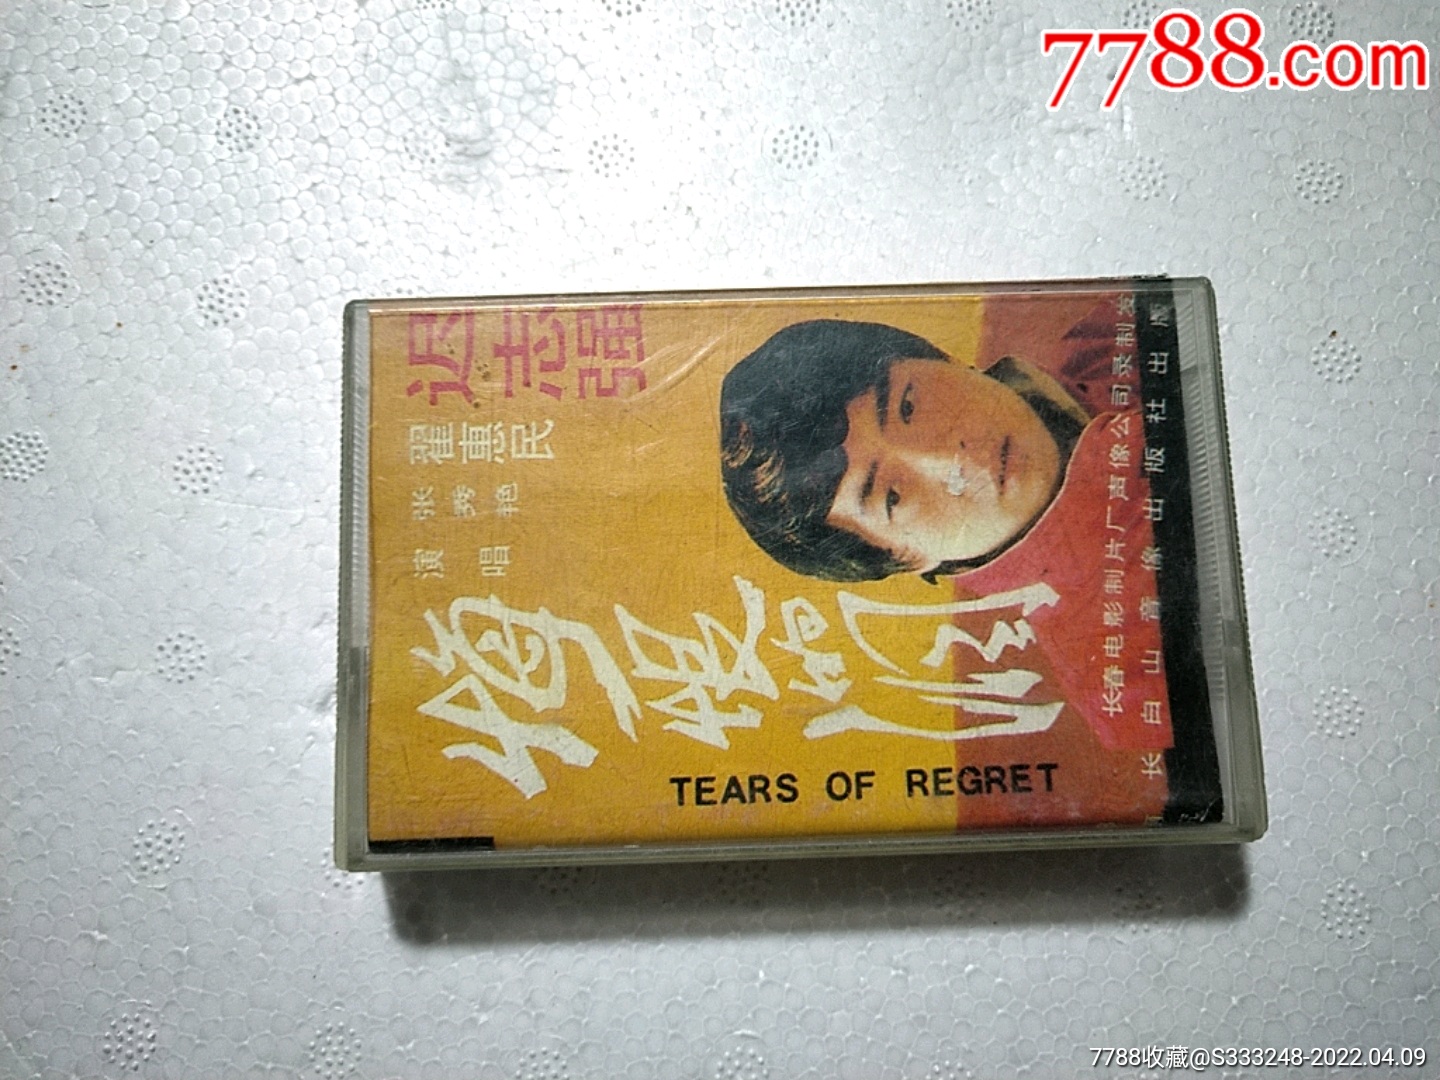 7788.com
迟志强
翟惠民
张秀艳
演唱
悔恨的泪
TEARS OF REGRET
长春电影制片厂声像公司录制发
长白山音像出版社出版
7788收藏@S333248-2022.04.09